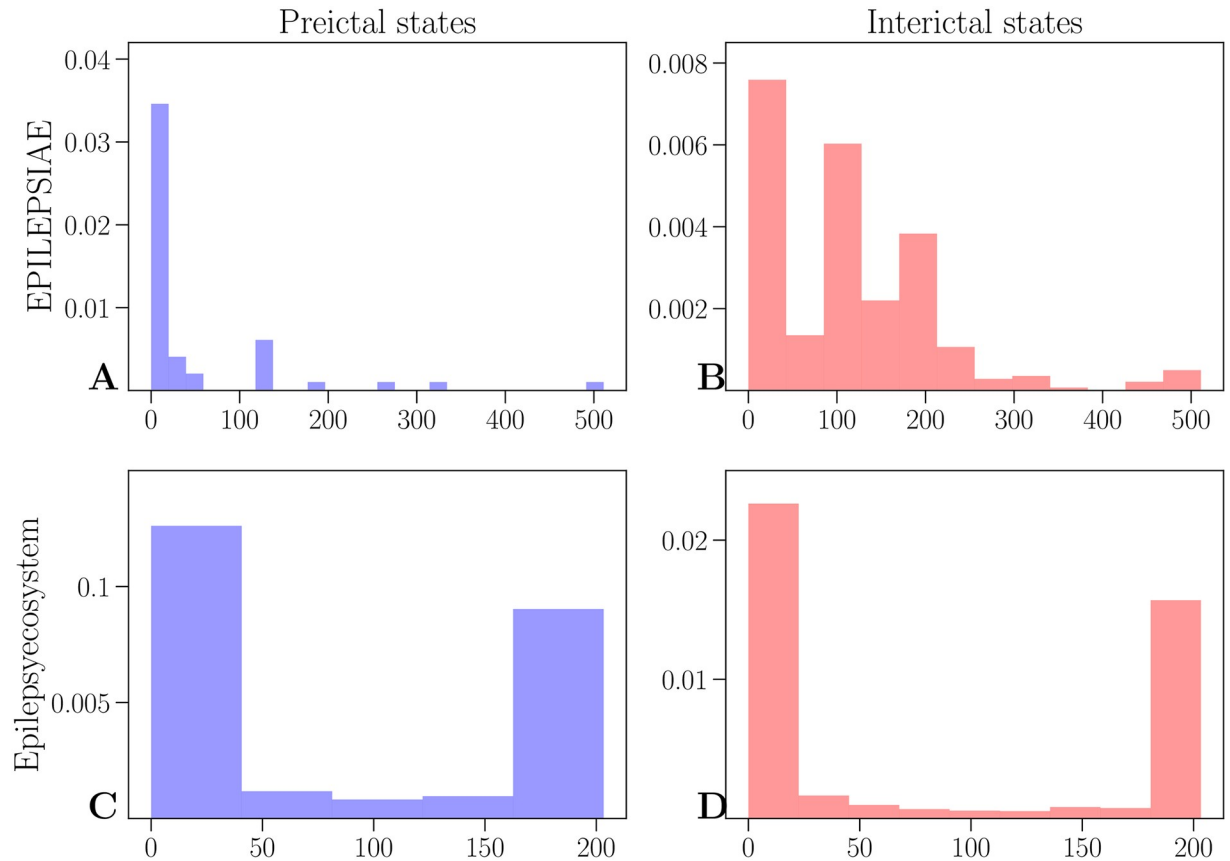 Preictal states
Interictal states
EPILEPSIAE
0.04
0.03
0.02
0.01
A
0 100 200 300 400 500
0.008
0.006
0.004
0.002
B
0 100 200 300 400 500
Epilepsyecosystem
0.1
0.005
C
0 50 100 150 200
0.02
0.01
D
0 50 100 150 200